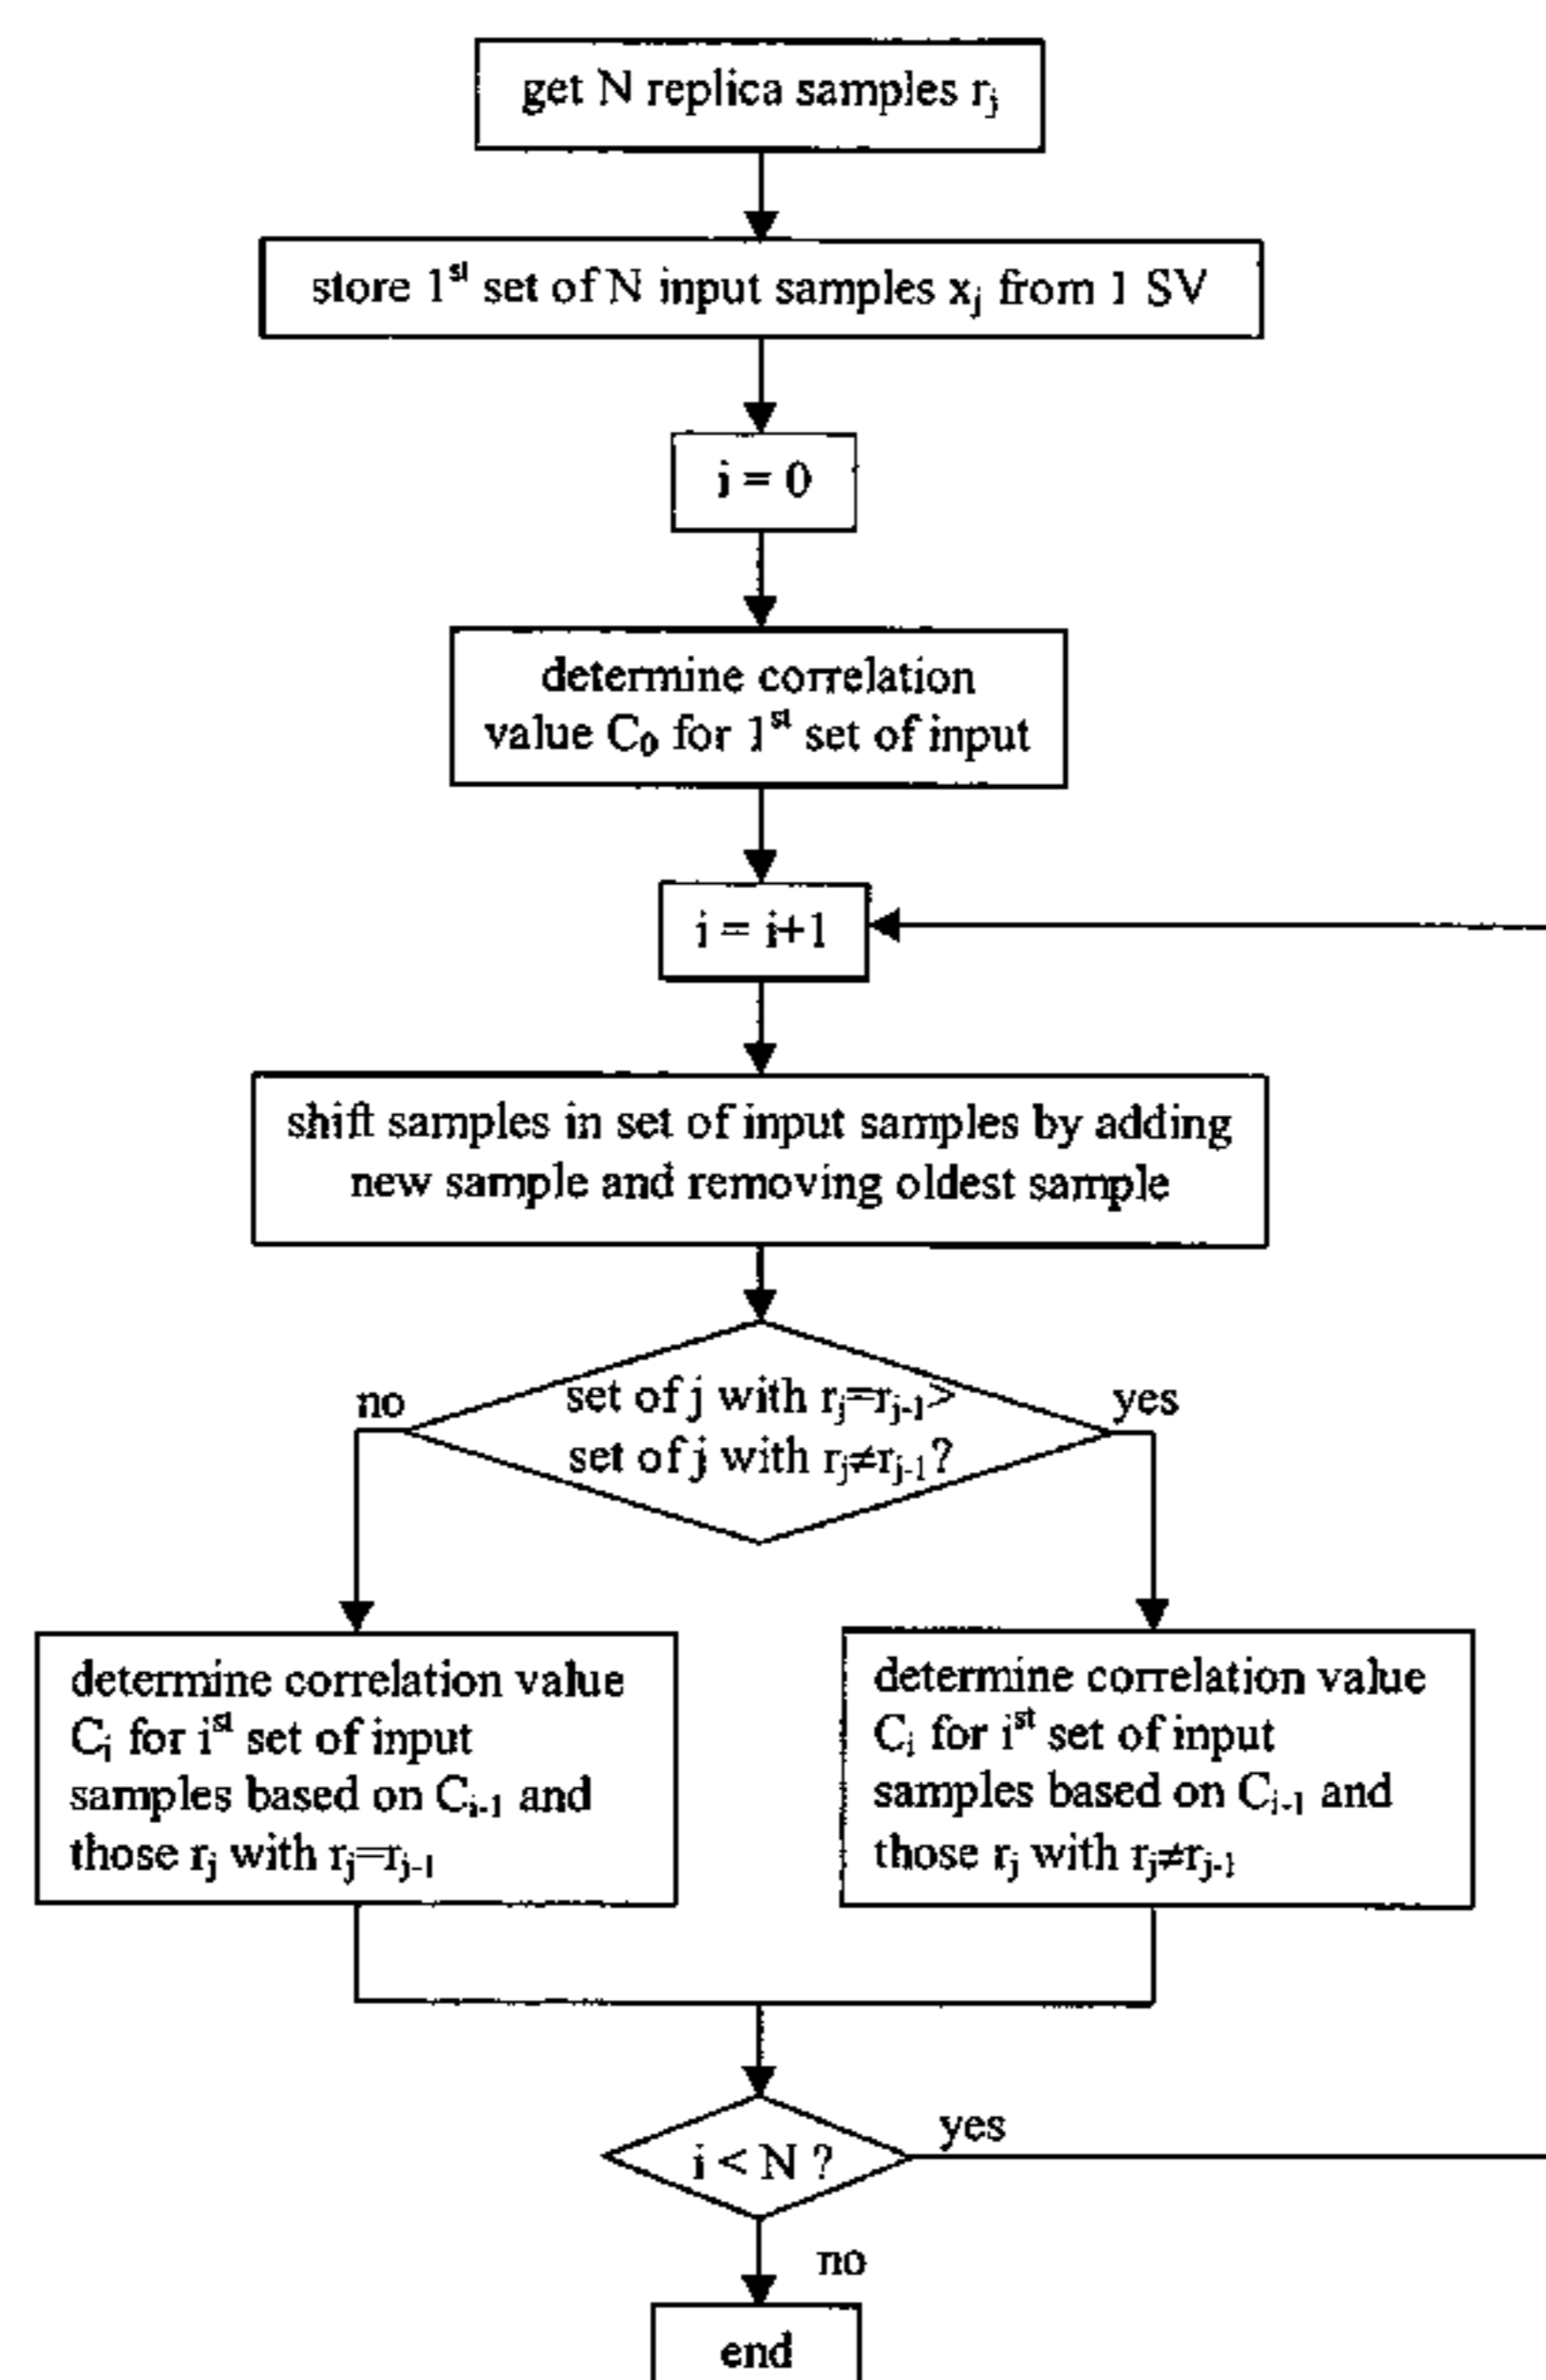 get N replica samples rj
store 1st set of N input samples xj from 1 SV
i = 0
determine correlation
value C0 for 1st set of input
i = i+1
shift samples in set of input samples by adding
new sample and removing oldest sample
set of j with rj=rj-1>
set of j with rj≠rj-1?
no
yes
determine correlation value
Ci for ist set of input
samples based on Ci-1 and
those rj with rj=rj-1
determine correlation value
Ci for ist set of input
samples based on Ci-1 and
those rj with rj≠rj-1
i < N ?
yes
no
end